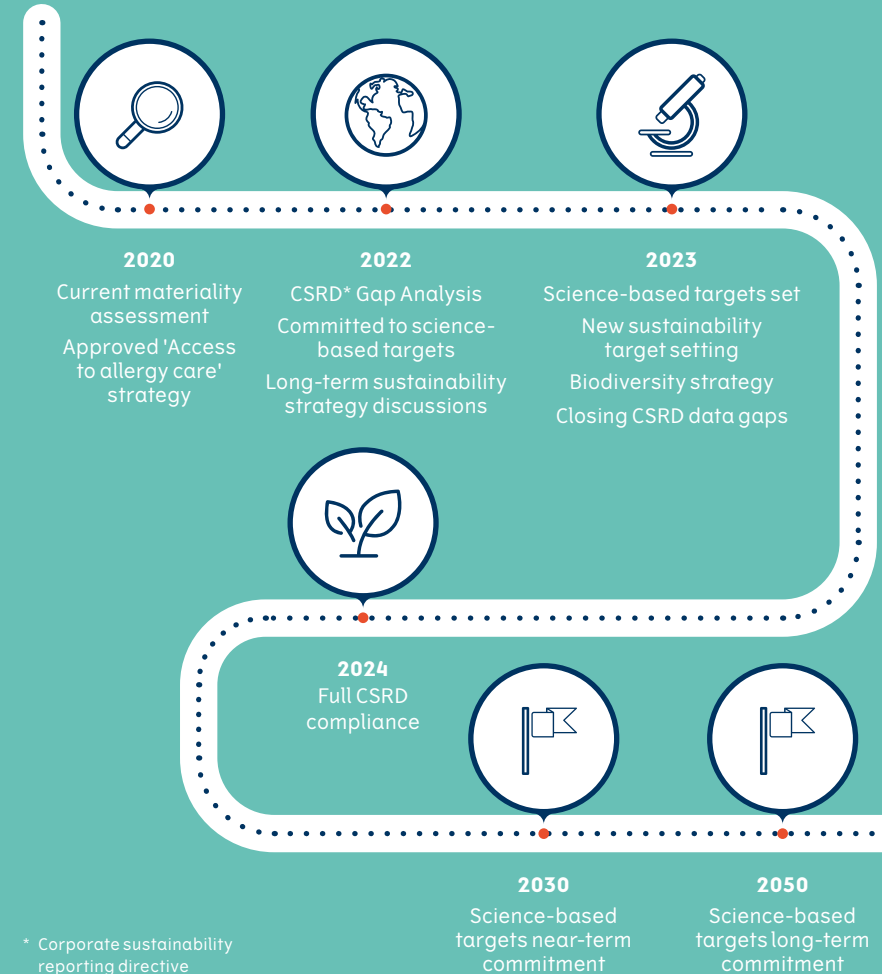 2020
Current materiality
assessment
Approved 'Access
to allergy care'
strategy
2022
CSRD* Gap Analysis
Committed to science-
based targets
Long-term sustainability
strategy discussions
2023
Science-based targets set
New sustainability
target setting
Biodiversity strategy
Closing CSRD data gaps
2024
Full CSRD
compliance
2030
Science-based
targets near-term
commitment
2050
Science-based
targets long-term
commitment
* Corporate sustainability
reporting directive